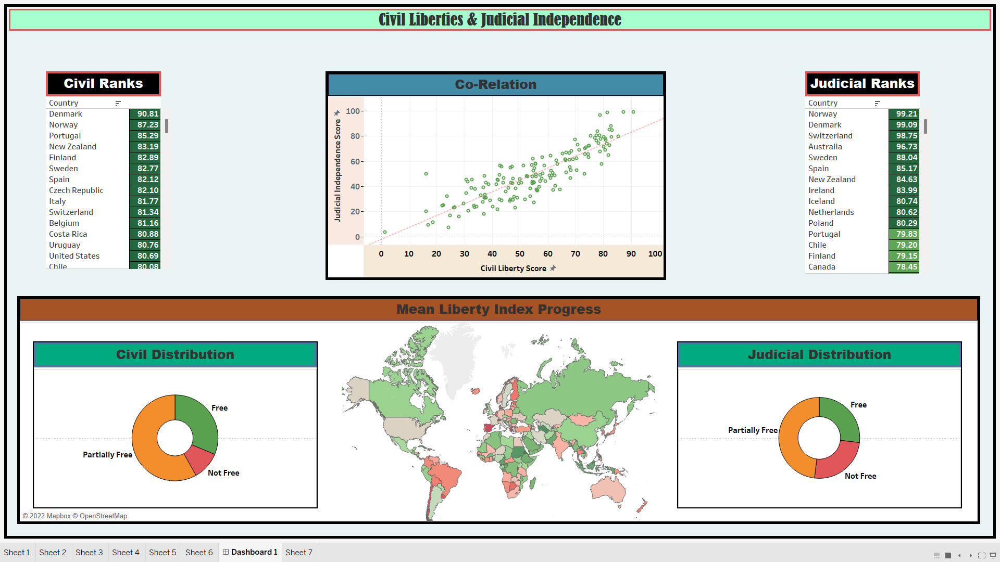 Civil Liberties & Judicial Independence
Civil Ranks
Country
Denmark 90.81
Norway 87.23
Portugal 85.29
New Zealand 83.19
Finland 82.89
Sweden 82.77
Spain 82.12
Czech Republic 82.10
Italy 81.77
Switzerland 81.34
Belgium 81.16
Costa Rica 80.88
Uruguay 80.76
United States 80.69
Chile 80.08
Co-Relation
Judicial Independence Score
100
80
60
40
20
0
0 10 20 30 40 50 60 70 80 90 100
Civil Liberty Score
Judicial Ranks
Country
Norway 99.21
Denmark 99.09
Switzerland 98.75
Australia 96.73
Sweden 88.04
Spain 85.17
New Zealand 84.63
Ireland 83.99
Iceland 80.74
Netherlands 80.62
Poland 80.29
Portugal 79.83
Chile 79.20
Finland 79.15
Canada 78.45
Mean Liberty Index Progress
Civil Distribution
Free
Partially Free
Not Free
Judicial Distribution
Free
Partially Free
Not Free
© 2022 Mapbox © OpenStreetMap
Sheet 1 Sheet 2 Sheet 3 Sheet 4 Sheet 5 Sheet 6 Dashboard 1 Sheet 7